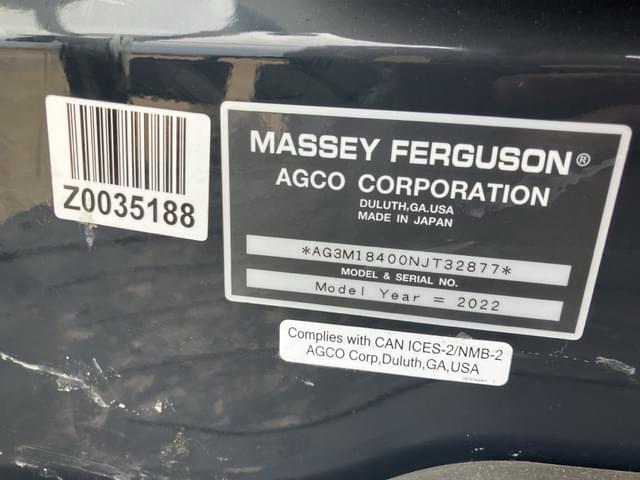 Z0035188
MASSEY FERGUSON®
AGCO CORPORATION
DULUTH,GA.USA
MADE IN JAPAN
*AG3M18400NJT32877*
MODEL & SERIAL NO.
Model Year = 2022
Complies with CAN ICES-2/NMB-2
AGCO Corp,Duluth,GA,USA